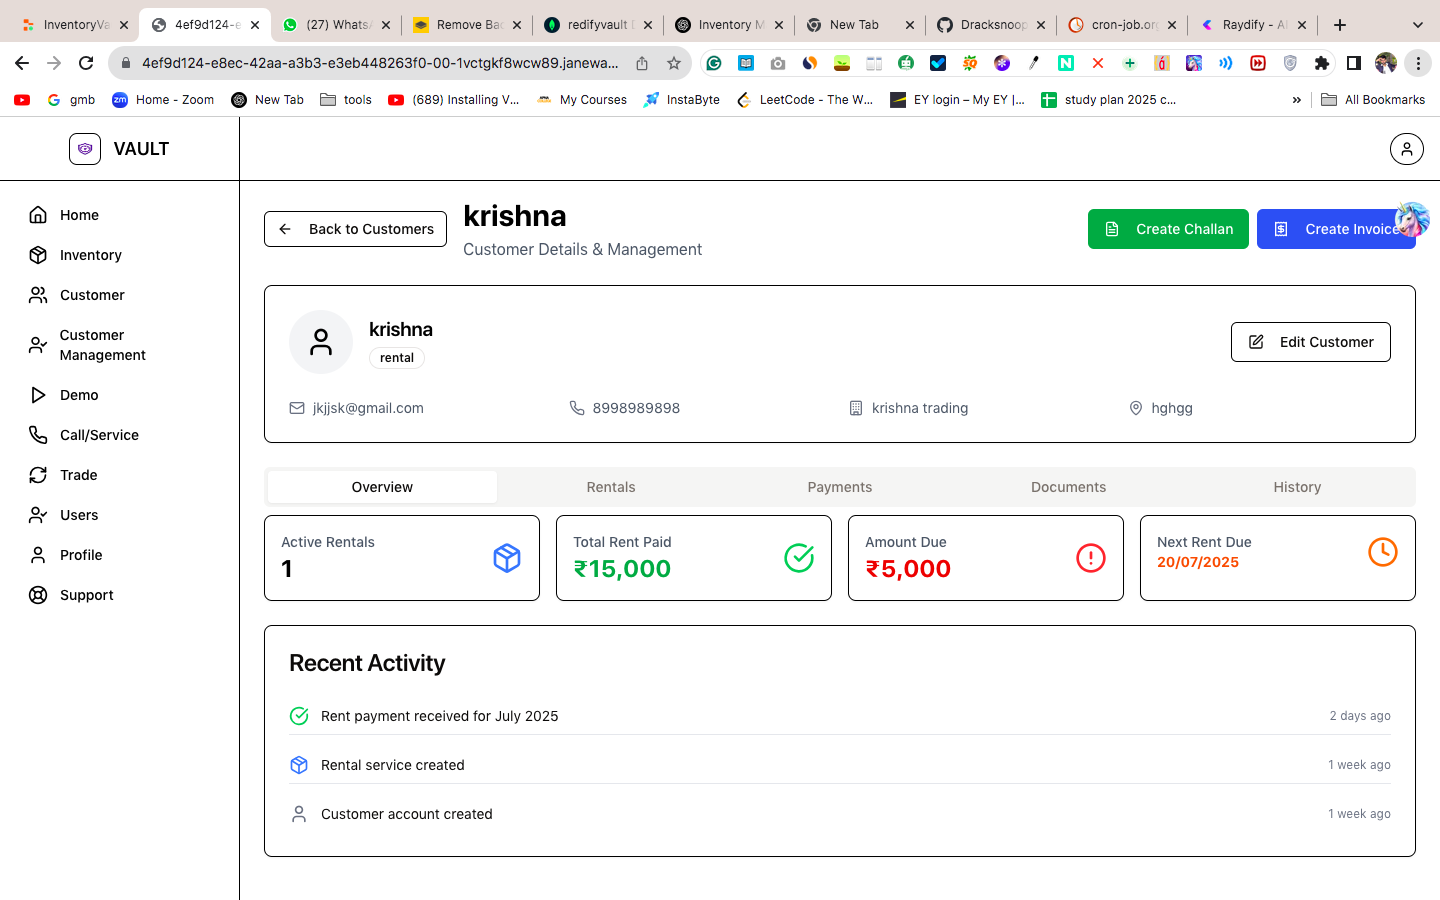 InventoryVa
4ef9d124-e
(27) Whats
Remove Bac
redifyvault
Inventory M
New Tab
Dracksnoop
cron-job.org
Raydify - A
4ef9d124-e8ec-42aa-a3b3-e3eb448263f0-00-1vctgkf8wcw89.janewa...
gmb
Home - Zoom
New Tab
tools
(689) Installing V...
My Courses
InstaByte
LeetCode - The W...
EY login – My EY |...
study plan 2025 c...
»
All Bookmarks
VAULT
Home
Inventory
Customer
Customer
Management
Demo
Call/Service
Trade
Users
Profile
Support
Back to Customers
krishna
Customer Details & Management
Create Challan
Create Invoice
krishna
rental
Edit Customer
jkjjsk@gmail.com
8998989898
krishna trading
hghgg
Overview
Rentals
Payments
Documents
History
Active Rentals
1
Total Rent Paid
₹15,000
Amount Due
₹5,000
Next Rent Due
20/07/2025
Recent Activity
Rent payment received for July 2025
2 days ago
Rental service created
1 week ago
Customer account created
1 week ago